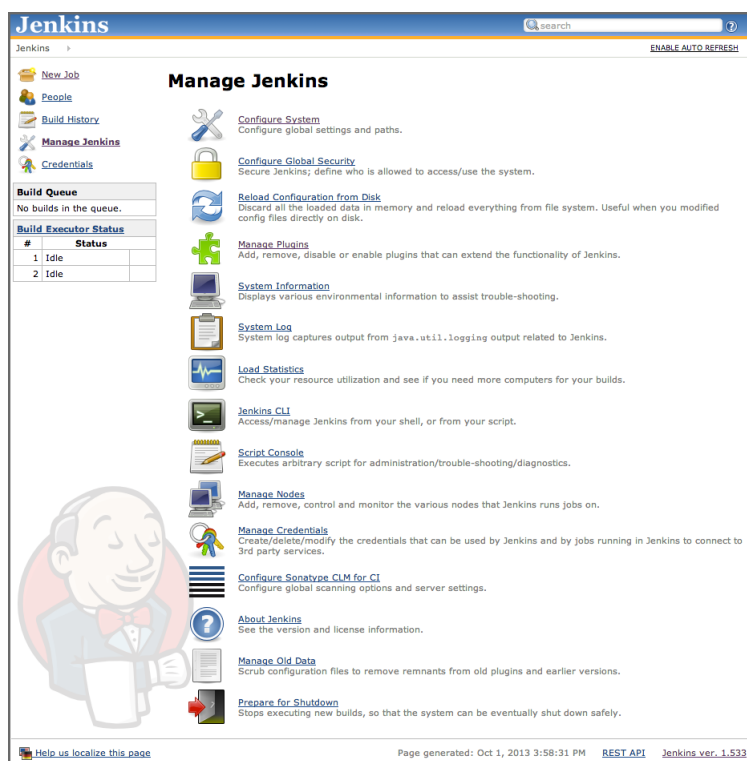 Jenkins
search
Jenkins
ENABLE AUTO REFRESH
New Job
People
Build History
Manage Jenkins
Credentials
Build Queue
No builds in the queue.
Build Executor Status
# Status
1 Idle
2 Idle
Manage Jenkins
Configure System
Configure global settings and paths.
Configure Global Security
Secure Jenkins; define who is allowed to access/use the system.
Reload Configuration from Disk
Discard all the loaded data in memory and reload everything from file system. Useful when you modified
config files directly on disk.
Manage Plugins
Add, remove, disable or enable plugins that can extend the functionality of Jenkins.
System Information
Displays various environmental information to assist trouble-shooting.
System Log
System log captures output from java.util.logging output related to Jenkins.
Load Statistics
Check your resource utilization and see if you need more computers for your builds.
Jenkins CLI
Access/manage Jenkins from your shell, or from your script.
Script Console
Executes arbitrary script for administration/trouble-shooting/diagnostics.
Manage Nodes
Add, remove, control and monitor the various nodes that Jenkins runs jobs on.
Manage Credentials
Create/delete/modify the credentials that can be used by Jenkins and by jobs running in Jenkins to connect to
3rd party services.
Configure Sonatype CLM for CI
Configure global scanning options and server settings.
About Jenkins
See the version and license information.
Manage Old Data
Scrub configuration files to remove remnants from old plugins and earlier versions.
Prepare for Shutdown
Stops executing new builds, so that the system can be eventually shut down safely.
Help us localize this page
Page generated: Oct 1, 2013 3:58:31 PM REST API Jenkins ver. 1.533